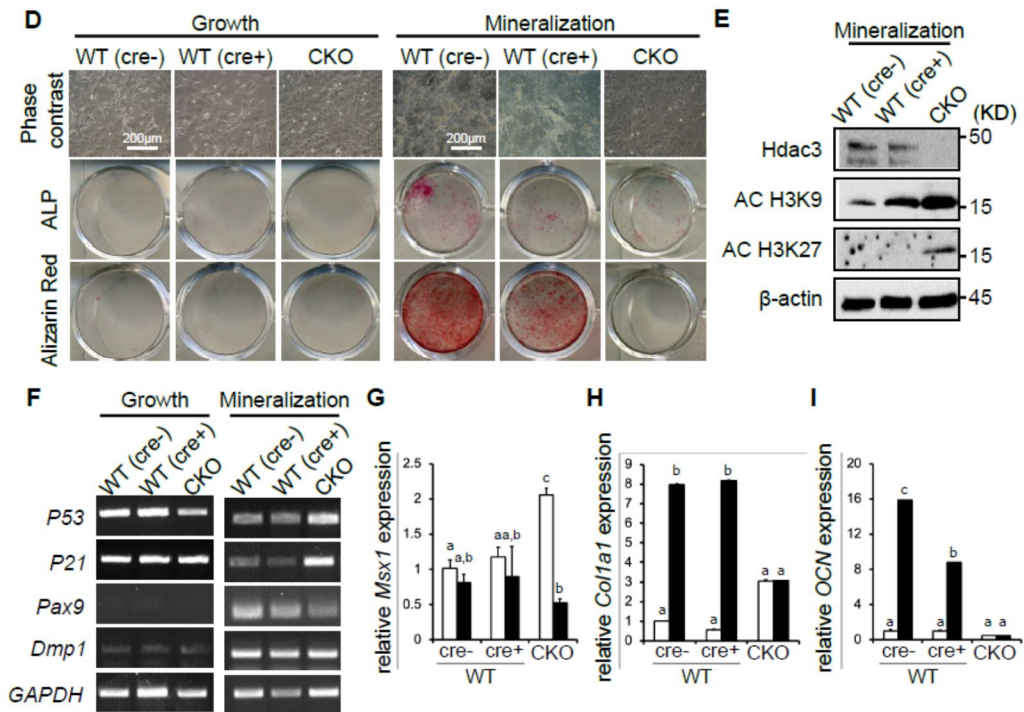 D
Growth
Mineralization
WT (cre-) WT (cre+) CKO
WT (cre-) WT (cre+) CKO
Phase contrast
200μm
200μm
ALP
Alizarin Red
E
Mineralization
WT (cre-)
WT (cre+)
CKO
(KD)
Hdac3
50
AC H3K9
15
AC H3K27
15
β-actin
45
F
Growth
Mineralization
WT (cre-)
WT (cre+)
CKO
WT (cre-)
WT (cre+)
CKO
P53
P21
Pax9
Dmp1
GAPDH
G
relative Msx1 expression
2.5
2
1.5
1
0.5
0
a
a,b
aa,b
c
b
cre- cre+ CKO
WT
H
relative Col1a1 expression
9
8
7
6
5
4
3
2
1
0
a
b
a
b
a a
cre- cre+ CKO
WT
I
relative OCN expression
20
16
12
8
4
0
a
c
a
b
a a
cre- cre+ CKO
WT